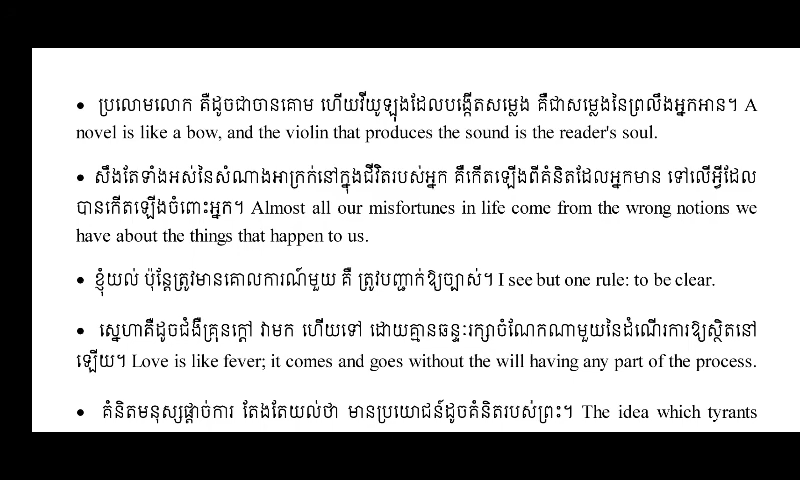 • ប្រលោមលោក គឺដូចជាចានគោម ហើយវីយូឡុងដែលបង្កើតសម្លេង គឺជាសម្លេងនៃព្រលឹងអ្នកអាន។ A
novel is like a bow, and the violin that produces the sound is the reader's soul.
• សឹងតែទាំងអស់នៃសំណាងអាក្រក់នៅក្នុងជីវិតរបស់អ្នក គឺកើតឡើងពីគំនិតដែលអ្នកមាន ទៅលើអ្វីដែល
បានកើតឡើងចំពោះអ្នក។ Almost all our misfortunes in life come from the wrong notions we
have about the things that happen to us.
• ខ្ញុំយល់ ប៉ុន្តែត្រូវមានគោលការណ៍មួយ គឺ ត្រូវបញ្ជាក់ឱ្យច្បាស់។ I see but one rule: to be clear.
• ស្នេហាគឺដូចជំងឺគ្រុនក្តៅ វាមក ហើយទៅ ដោយគ្មានឆន្ទៈរក្សាចំណែកណាមួយនៃដំណើរការឱ្យស្ថិតនៅ
ឡើយ។ Love is like fever; it comes and goes without the will having any part of the process.
• គំនិតមនុស្សផ្តាច់ការ តែងតែយល់ថា មានប្រយោជន៍ដូចគំនិតរបស់ព្រះ។ The idea which tyrants